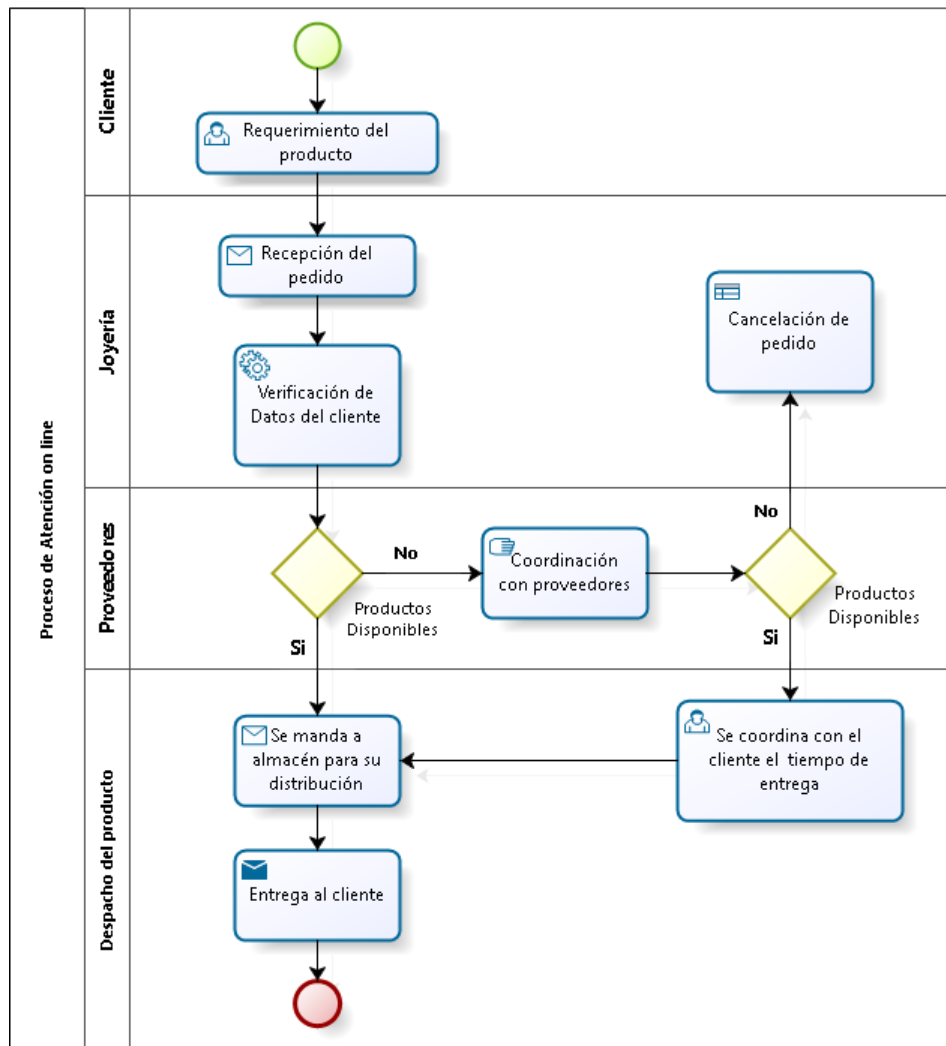 Proceso de Atención on line
Cliente
Requerimiento del
producto
Joyería
Recepción del
pedido
Verificación de
Datos del cliente
Cancelación de
pedido
Proveedores
No
Coordinación
con proveedores
No
Productos
Disponibles
Si
Productos
Disponibles
Si
Despacho del producto
Se manda a
almacén para su
distribución
Se coordina con el
cliente el tiempo de
entrega
Entrega al cliente